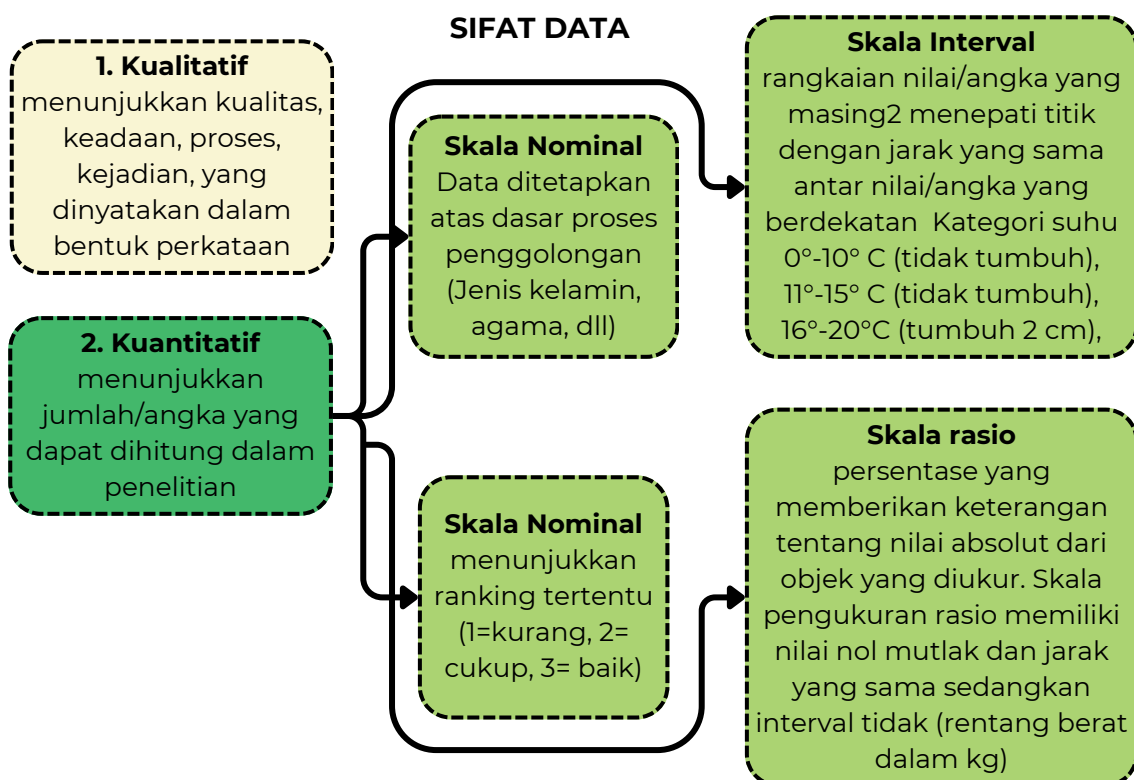 SIFAT DATA
1. Kualitatif
menunjukkan kualitas,
keadaan, proses,
kejadian, yang
dinyatakan dalam
bentuk perkataan
2. Kuantitatif
menunjukkan
jumlah/angka yang
dapat dihitung dalam
penelitian
Skala Nominal
Data ditetapkan
atas dasar proses
penggolongan
(Jenis kelamin,
agama, dll)
Skala Nominal
menunjukkan
ranking tertentu
(1=kurang, 2=
cukup, 3= baik)
Skala Interval
rangkaian nilai/angka yang
masing2 menepati titik
dengan jarak yang sama
antar nilai/angka yang
berdekatan  Kategori suhu
0°-10° C (tidak tumbuh),
11°-15° C (tidak tumbuh),
16°-20°C (tumbuh 2 cm),
Skala rasio
persentase yang
memberikan keterangan
tentang nilai absolut dari
objek yang diukur. Skala
pengukuran rasio memiliki
nilai nol mutlak dan jarak
yang sama sedangkan
interval tidak (rentang berat
dalam kg)